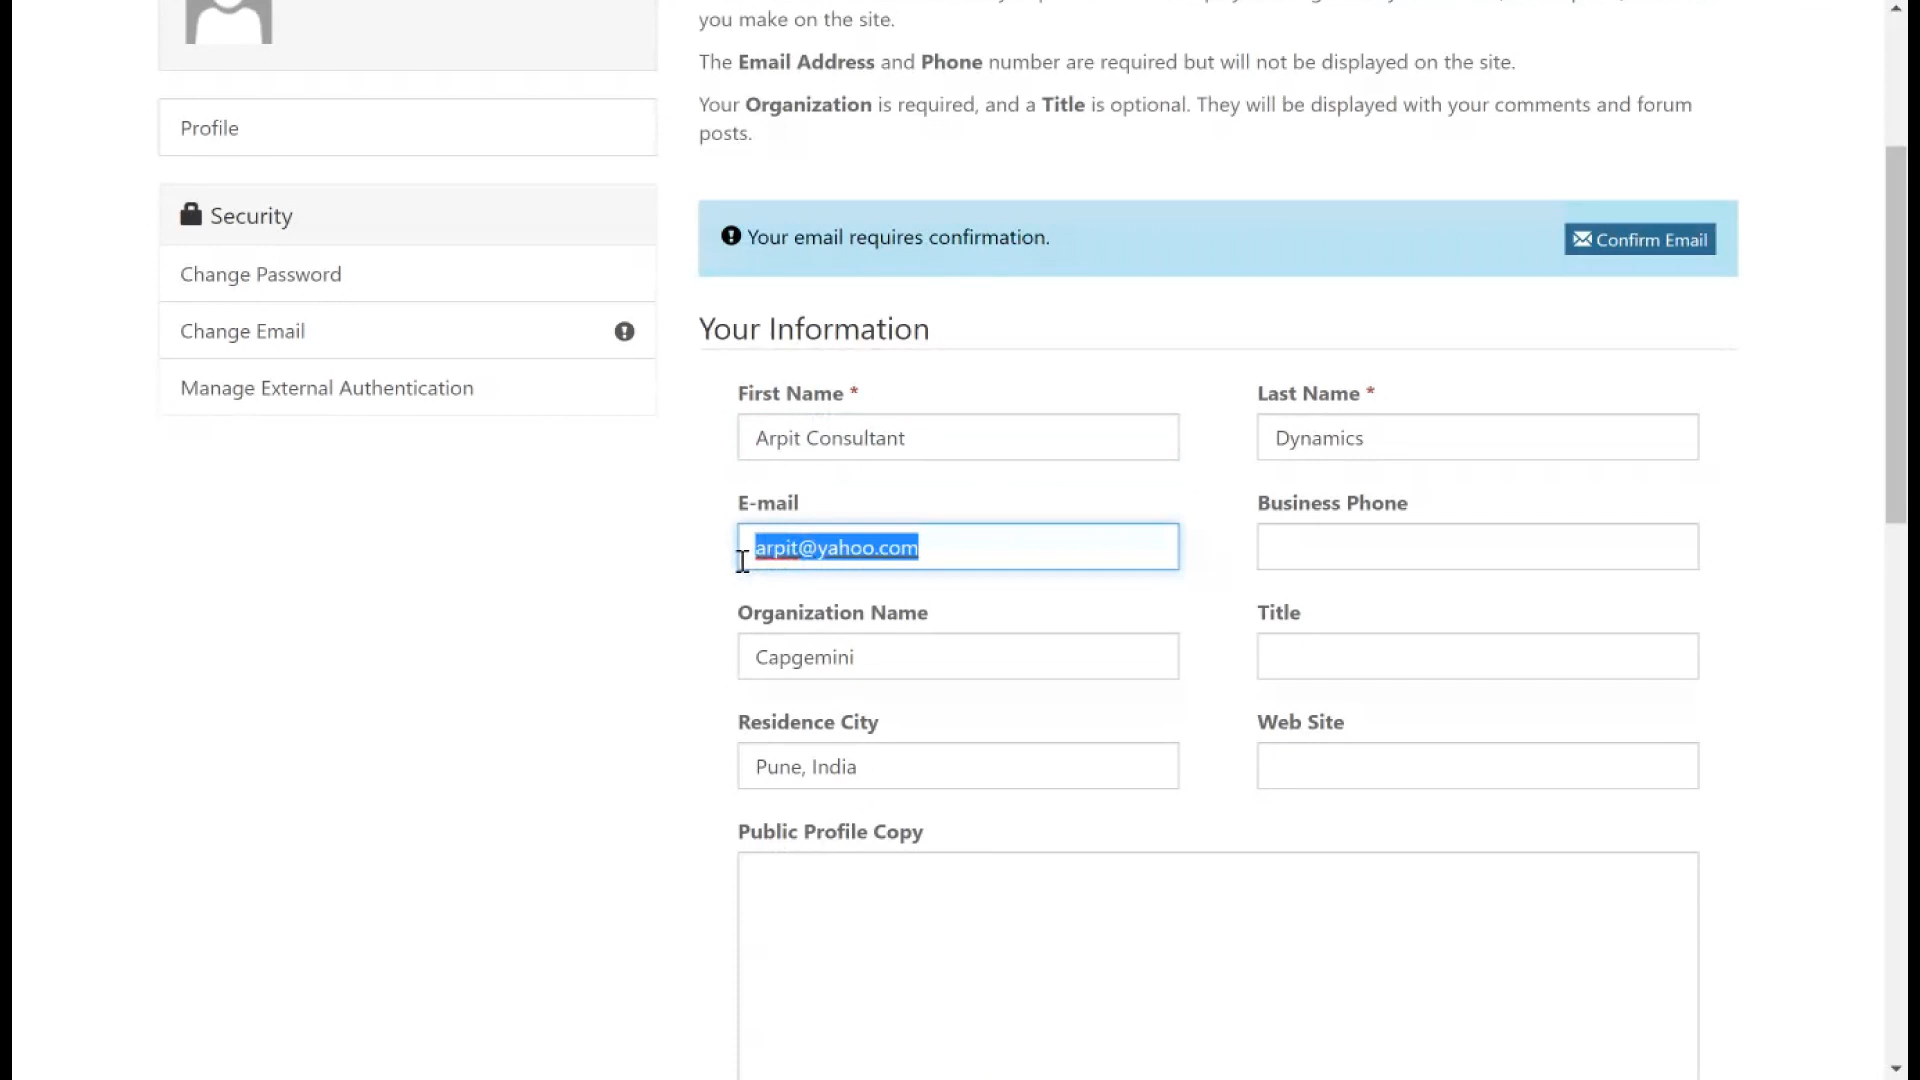 you make on the site.
The Email Address and Phone number are required but will not be displayed on the site.
Your Organization is required, and a Title is optional. They will be displayed with your comments and forum
posts.
Profile
Security
Change Password
Change Email
Manage External Authentication
Your email requires confirmation.
Confirm Email
Your Information
First Name *
Last Name *
Arpit Consultant
Dynamics
E-mail
Business Phone
arpit@yahoo.com
Organization Name
Title
Capgemini
Residence City
Web Site
Pune, India
Public Profile Copy